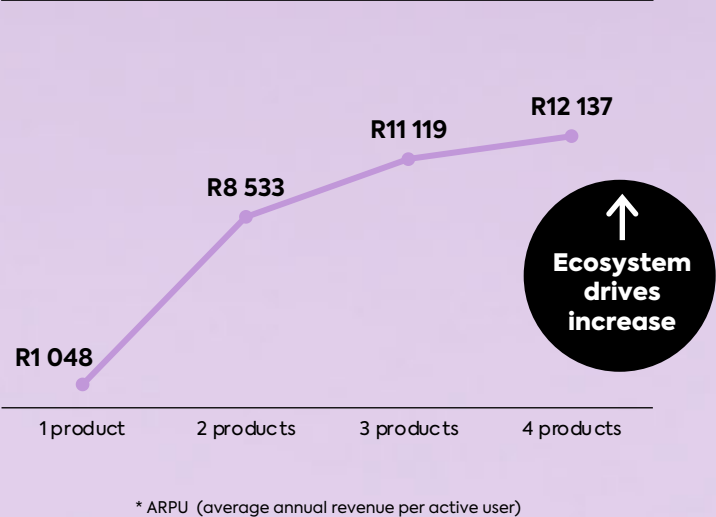 R12 137
R11 119
R8 533
R1 048
Ecosystem
drives
increase
1 product 2 products 3 products 4 products
* ARPU (average annual revenue per active user)